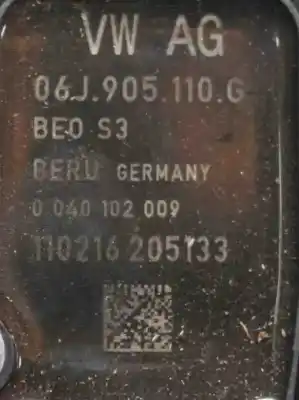 VW AG
06J.905.110.G
BEO S3
BERU GERMANY
0 040 102 009
110216 205133